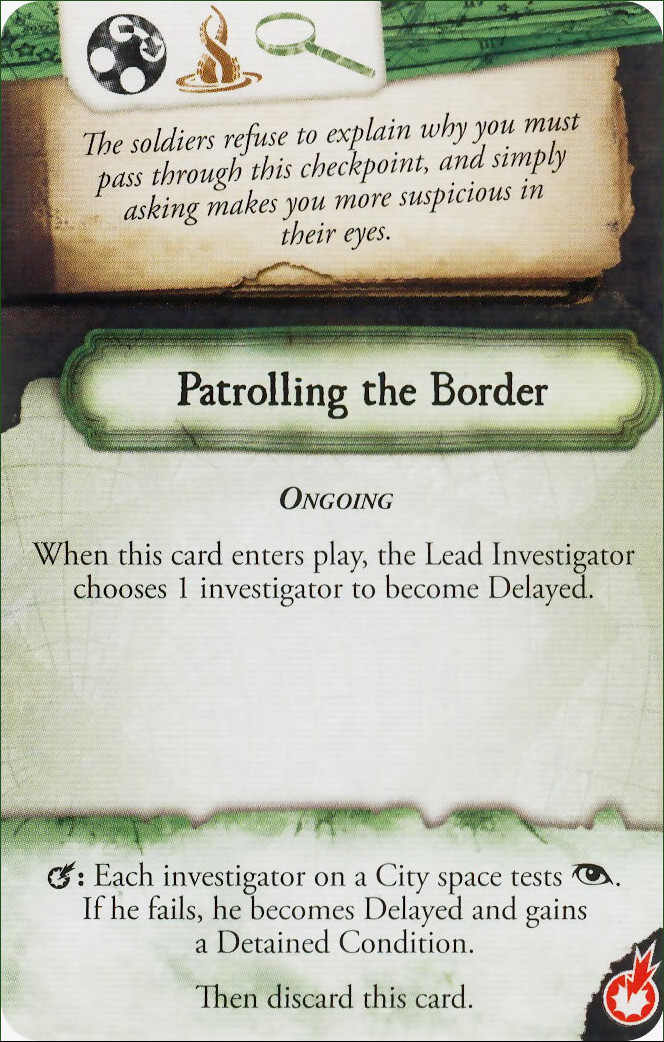 The soldiers refuse to explain why you must
pass through this checkpoint, and simply
asking makes you more suspicious in
their eyes.
Patrolling the Border
ONGOING
When this card enters play, the Lead Investigator
chooses 1 investigator to become Delayed.
: Each investigator on a City space tests .
If he fails, he becomes Delayed and gains
a Detained Condition.
Then discard this card.